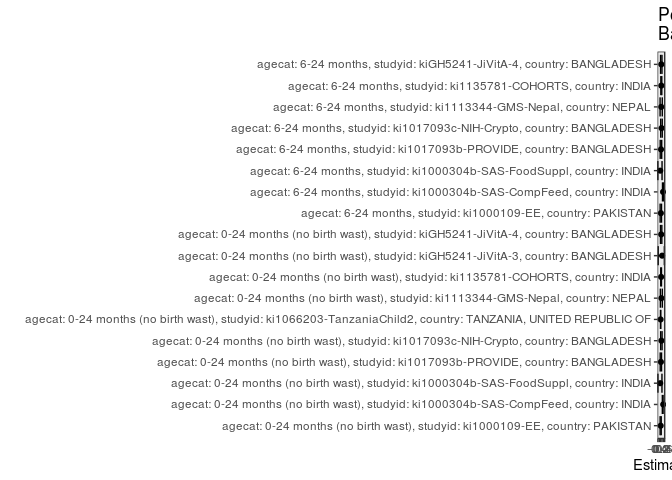 Po
Ba
agecat: 6-24 months, studyid: kiGH5241-JiVitA-4, country: BANGLADESH
agecat: 6-24 months, studyid: ki1135781-COHORTS, country: INDIA
agecat: 6-24 months, studyid: ki1113344-GMS-Nepal, country: NEPAL
agecat: 6-24 months, studyid: ki1017093c-NIH-Crypto, country: BANGLADESH
agecat: 6-24 months, studyid: ki1017093b-PROVIDE, country: BANGLADESH
agecat: 6-24 months, studyid: ki1000304b-SAS-FoodSuppl, country: INDIA
agecat: 6-24 months, studyid: ki1000304b-SAS-CompFeed, country: INDIA
agecat: 6-24 months, studyid: ki1000109-EE, country: PAKISTAN
agecat: 0-24 months (no birth wast), studyid: kiGH5241-JiVitA-4, country: BANGLADESH
agecat: 0-24 months (no birth wast), studyid: kiGH5241-JiVitA-3, country: BANGLADESH
agecat: 0-24 months (no birth wast), studyid: ki1135781-COHORTS, country: INDIA
agecat: 0-24 months (no birth wast), studyid: ki1113344-GMS-Nepal, country: NEPAL
agecat: 0-24 months (no birth wast), studyid: ki1066203-TanzaniaChild2, country: TANZANIA, UNITED REPUBLIC OF
agecat: 0-24 months (no birth wast), studyid: ki1017093c-NIH-Crypto, country: BANGLADESH
agecat: 0-24 months (no birth wast), studyid: ki1017093b-PROVIDE, country: BANGLADESH
agecat: 0-24 months (no birth wast), studyid: ki1000304b-SAS-FoodSuppl, country: INDIA
agecat: 0-24 months (no birth wast), studyid: ki1000304b-SAS-CompFeed, country: INDIA
agecat: 0-24 months (no birth wast), studyid: ki1000109-EE, country: PAKISTAN
Estima